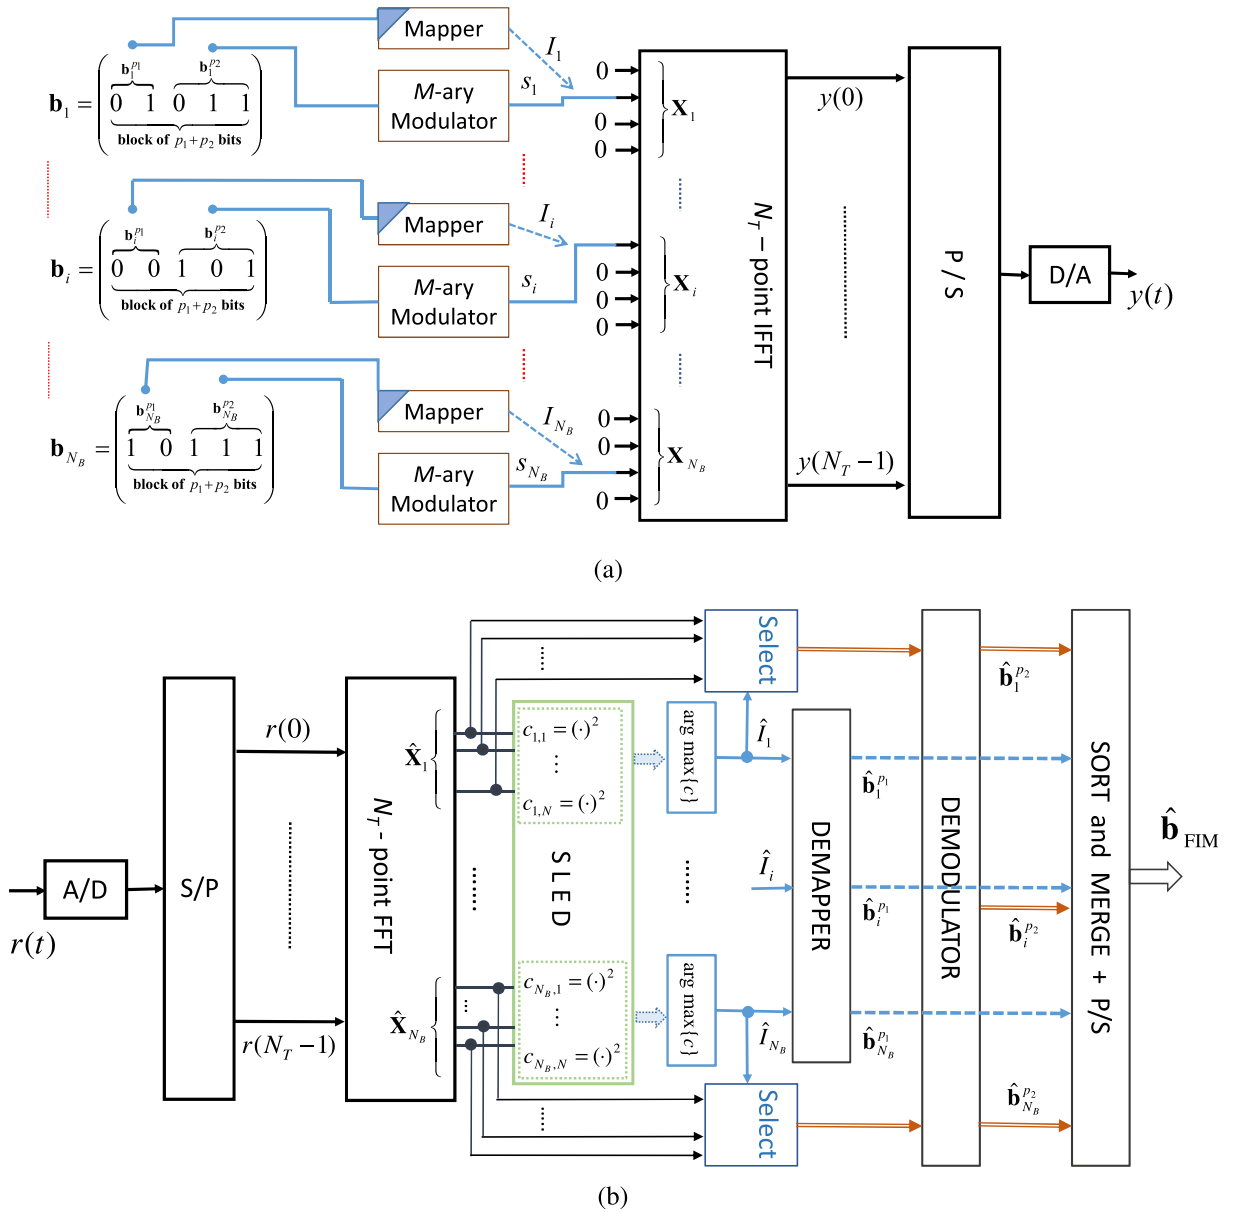 Mapper
I_1
b_1^{p_1} b_1^{p_2}
b_1 = ( 0 1 0 1 1 )
block of p_1+p_2 bits
M-ary
Modulator
s_1
0
0
0
X_1
y(0)
Mapper
I_i
b_i^{p_1} b_i^{p_2}
b_i = ( 0 0 1 0 1 )
block of p_1+p_2 bits
M-ary
Modulator
s_i
0
0
0
X_i
N_T – point IFFT
P / S
D/A
y(t)
Mapper
I_{N_B}
b_{N_B}^{p_1} b_{N_B}^{p_2}
b_{N_B} = ( 1 0 1 1 1 )
block of p_1+p_2 bits
M-ary
Modulator
s_{N_B}
0
0
0
X_{N_B}
y(N_T −1)
(a)
r(t)
A/D
S/P
r(0)
r(N_T −1)
N_T - point FFT
X̂_1
X̂_{N_B}
c_{1,1} = (·)^2
...
c_{1,N} = (·)^2
SLED
c_{N_B,1} = (·)^2
...
c_{N_B,N} = (·)^2
arg max{c}
arg max{c}
Select
Select
Î_1
Î_i
Î_{N_B}
DEMAPPER
b̂_1^{p_1}
b̂_i^{p_1}
b̂_{N_B}^{p_1}
DEMODULATOR
b̂_1^{p_2}
b̂_i^{p_2}
b̂_{N_B}^{p_2}
SORT and MERGE + P/S
b̂_{FIM}
(b)